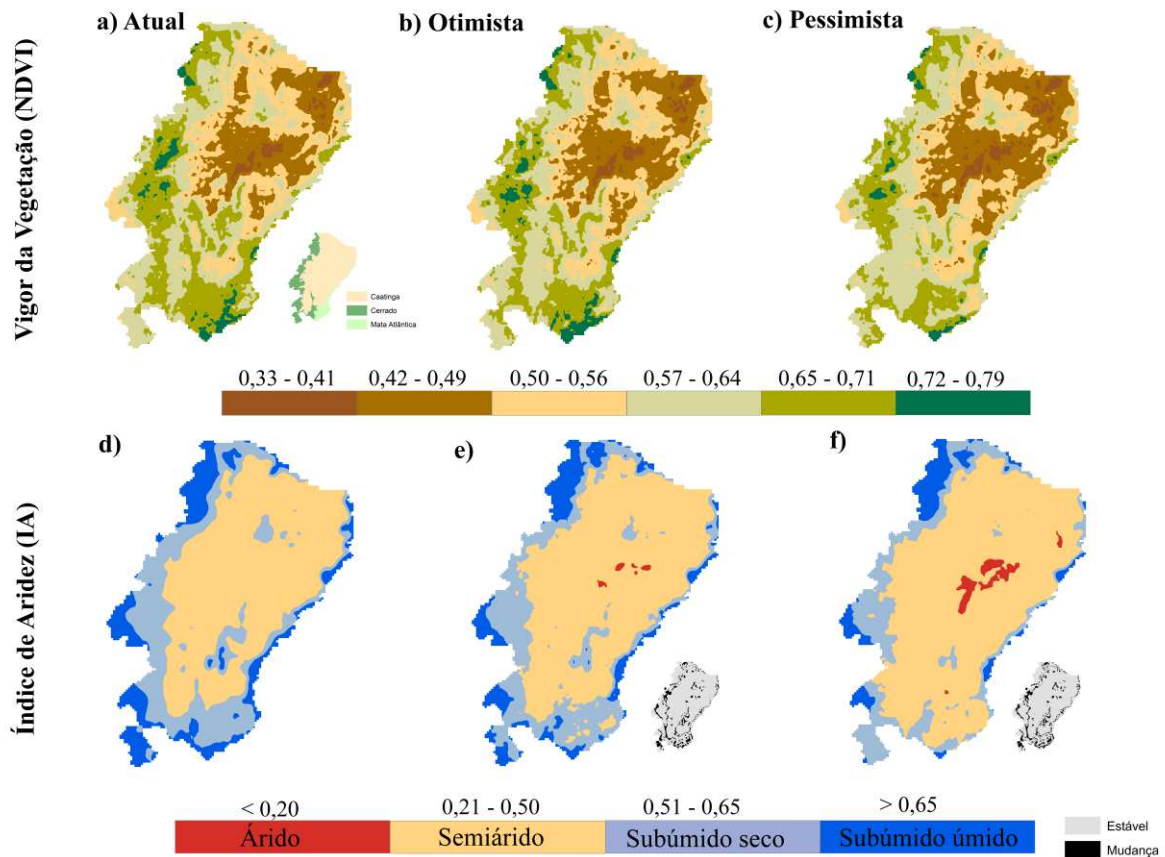 a) Atual
b) Otimista
c) Pessimista
Vigor da Vegetação (NDVI)
Caatinga
Cerrado
Mata Atlântica
0,33 - 0,41
0,42 - 0,49
0,50 - 0,56
0,57 - 0,64
0,65 - 0,71
0,72 - 0,79
d)
e)
f)
Índice de Aridez (IA)
< 0,20
0,21 - 0,50
0,51 - 0,65
> 0,65
Árido
Semiárido
Subúmido seco
Subúmido úmido
Estável
Mudança